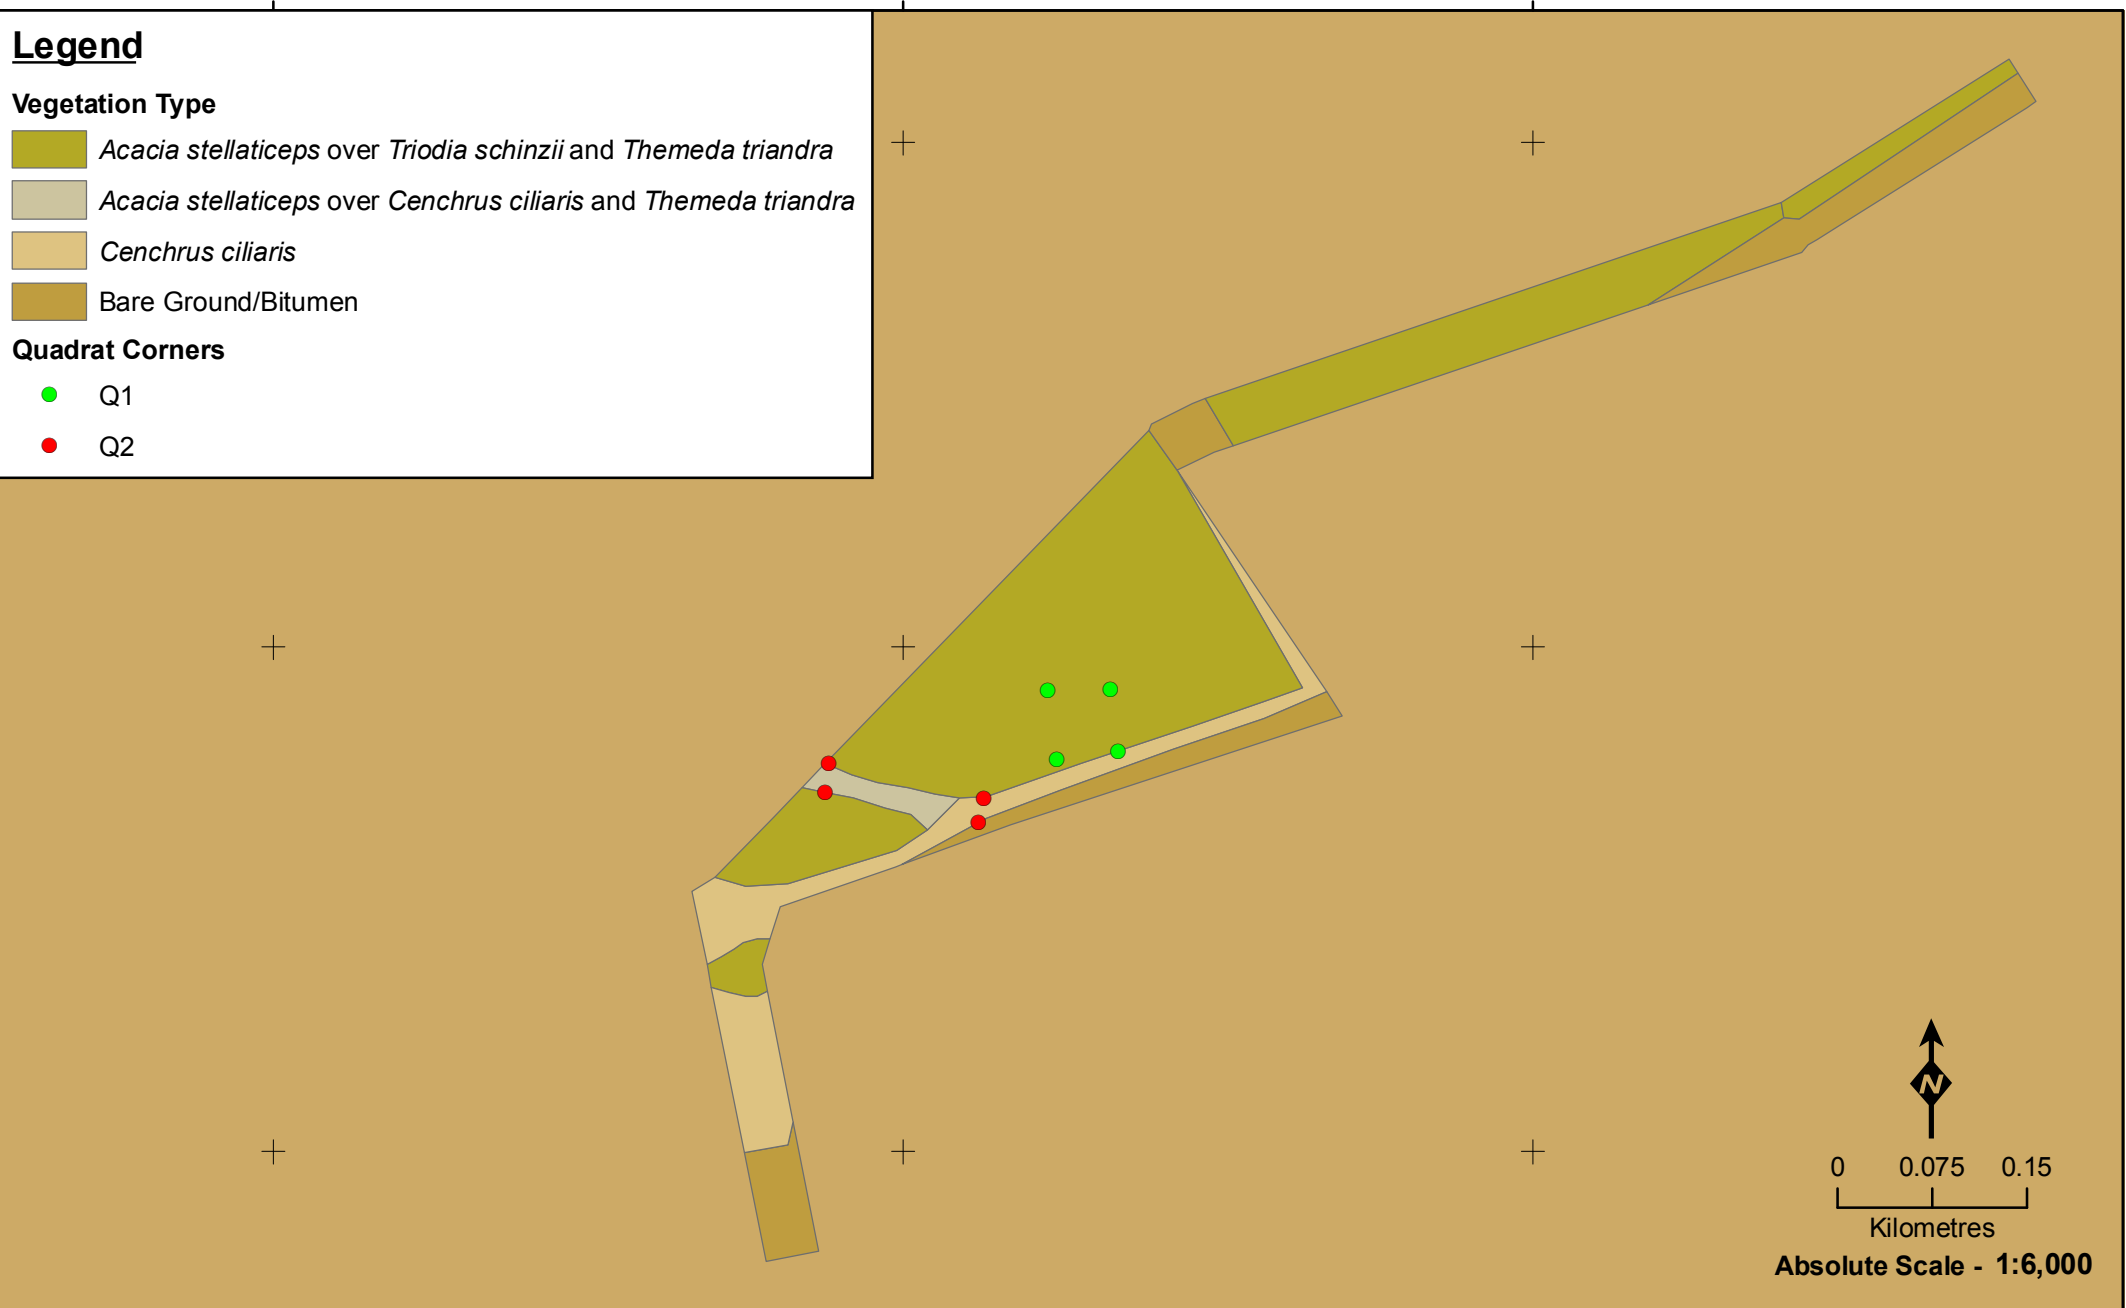 Legend
Vegetation Type
Acacia stellaticeps over Triodia schinzii and Themeda triandra
Acacia stellaticeps over Cenchrus ciliaris and Themeda triandra
Cenchrus ciliaris
Bare Ground/Bitumen
Quadrat Corners
Q1
Q2
N
0 0.075 0.15
Kilometres
Absolute Scale - 1:6,000